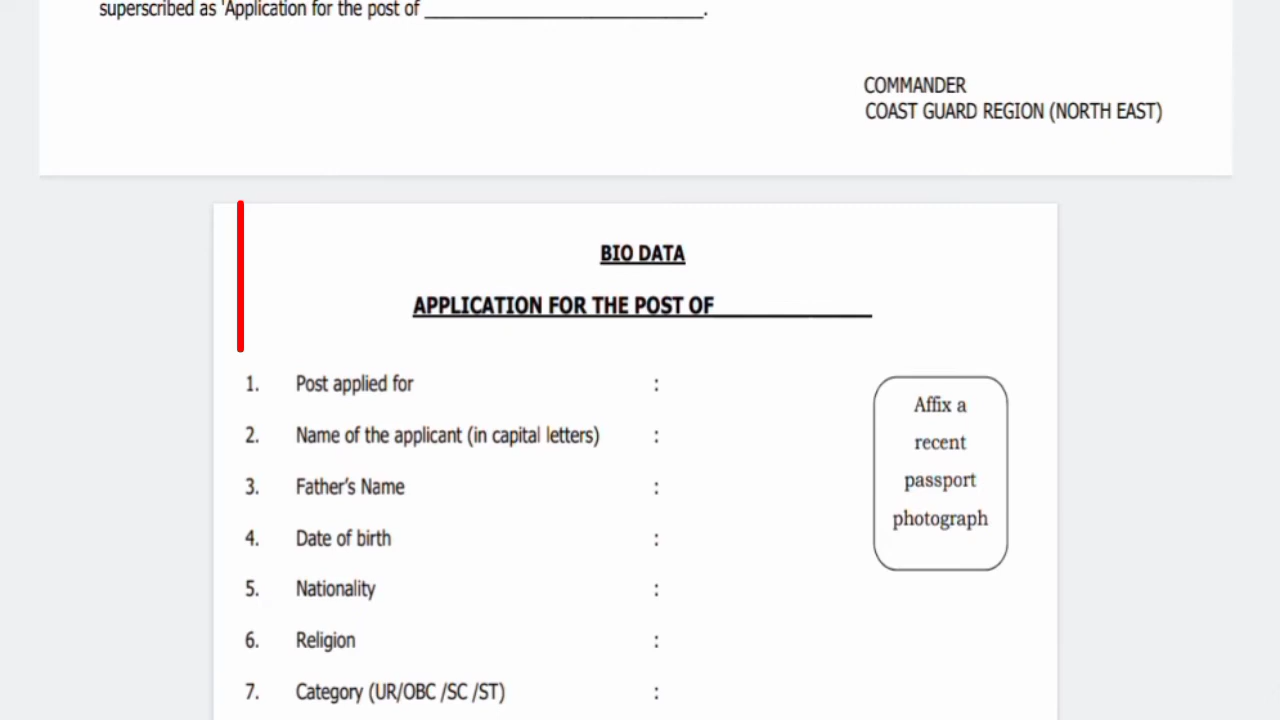 superscribed as 'Application for the post of ______________________________.
COMMANDER
COAST GUARD REGION (NORTH EAST)
BIO DATA
APPLICATION FOR THE POST OF______________
1. Post applied for :
2. Name of the applicant (in capital letters) :
3. Father's Name :
4. Date of birth :
5. Nationality :
6. Religion :
7. Category (UR/OBC /SC /ST) :
Affix a
recent
passport
photograph